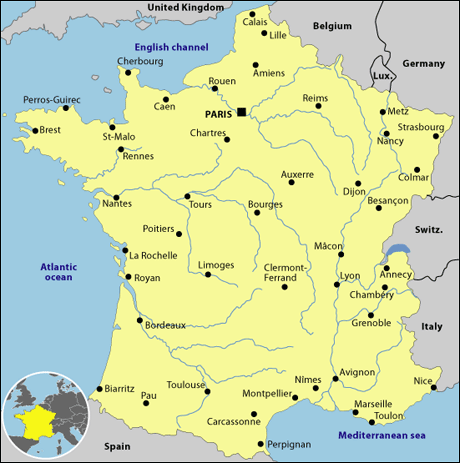 United Kingdom
Calais
Belgium
Lille
English channel
Germany
Cherbourg
Amiens
Lux.
Rouen
Perros-Guirec
Caen
PARIS
Reims
Metz
Strasbourg
Brest
St-Malo
Chartres
Nancy
Rennes
Colmar
Auxerre
Dijon
Nantes
Tours
Bourges
Besançon
Poitiers
Switz.
Mâcon
La Rochelle
Atlantic
ocean
Limoges
Clermont-
Ferrand
Annecy
Royan
Lyon
Chambéry
Bordeaux
Grenoble
Italy
Avignon
Biarritz
Toulouse
Nîmes
Nice
Pau
Montpellier
Marseille
Carcassonne
Toulon
Mediterranean sea
Spain
Perpignan